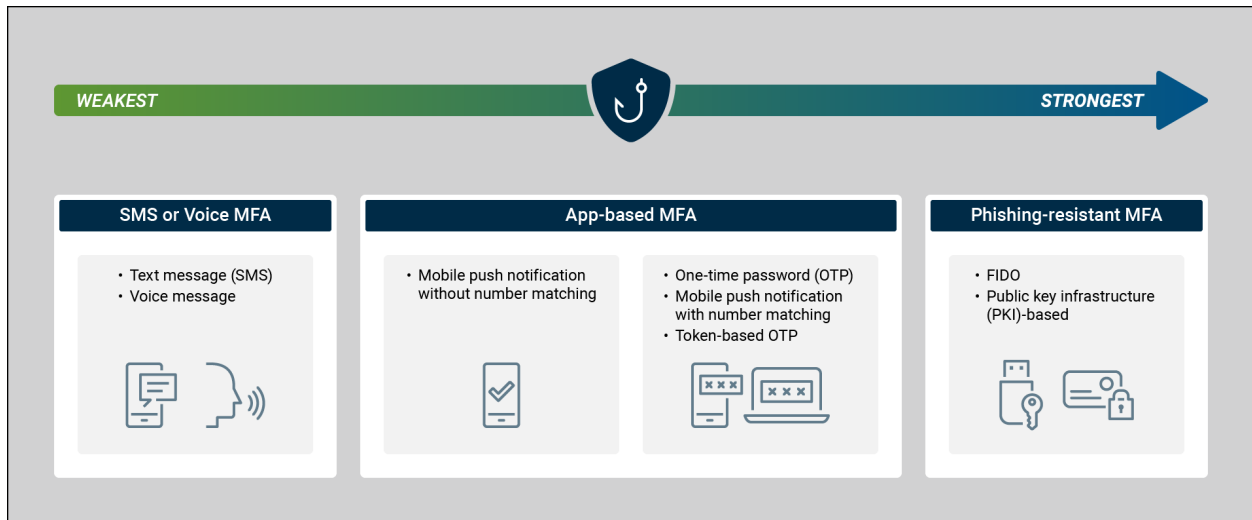 WEAKEST
STRONGEST
SMS or Voice MFA
• Text message (SMS)
• Voice message
App-based MFA
• Mobile push notification
without number matching
• One-time password (OTP)
• Mobile push notification
with number matching
• Token-based OTP
xxx
xxx
Phishing-resistant MFA
• FIDO
• Public key infrastructure
(PKI)-based